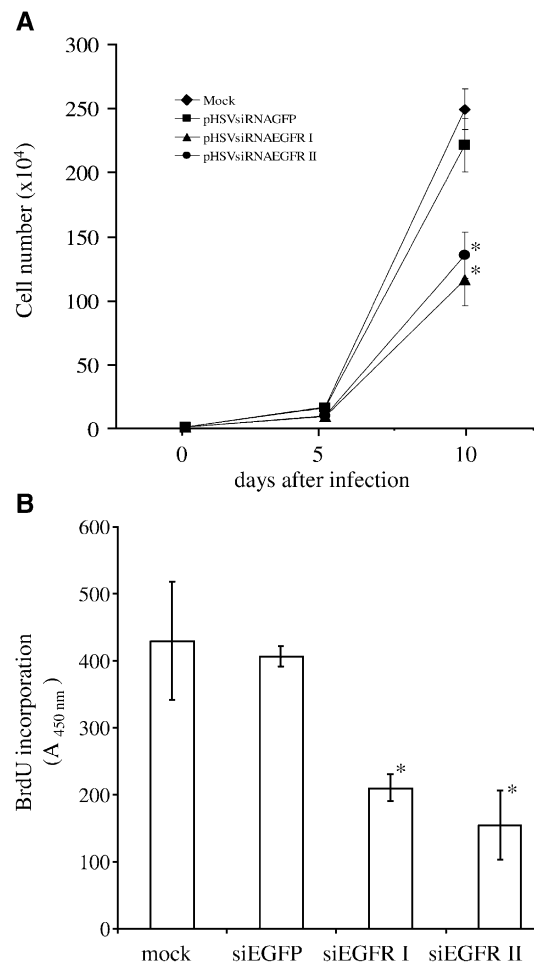 A
300
250
200
150
100
50
0
Cell number (x10⁴)
Mock
pHSVsiRNAGFP
pHSVsiRNAEGFR I
pHSVsiRNAEGFR II
*
*
0 5 10
days after infection
B
600
500
400
300
200
100
0
BrdU incorporation
(A 450 nm )
*
*
mock siEGFP siEGFR I siEGFR II